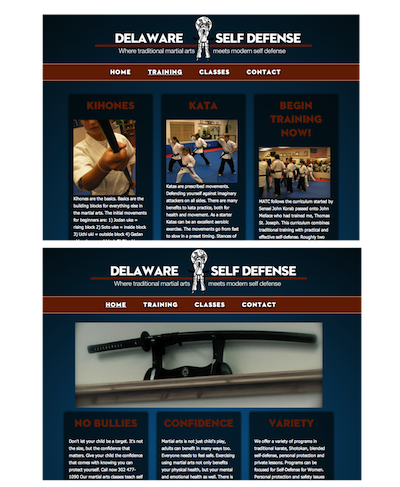 DELAWARE SELF DEFENSE
Where traditional martial arts meets modern self defense
HOME TRAINING CLASSES CONTACT
KIHONES
Kihones are the basics. Basics are the
building blocks for everything else in
the martial arts. The initial movements
for beginners are: 1) Jodan uke =
rising block 2) Soto uke = inside block
3) Uchi uki = outside block 4) Gedan
KATA
Katas are prescribed movements.
Defending yourself against imaginary
attackers on all sides. There are many
benefits to kata practice, both for
health and movement. As a starter
Katas can be an excellent aerobic
exercise. The movements go from fast
to slow in a preset timing. Stances of
BEGIN
TRAINING
NOW!
MATC follows the curriculum started by
Sensei John Korab passed onto John
Mellace who had trained me, Thomas
St. Joseph. This curriculum combines
traditional training with practical and
effective self-defense. Roughly two
DELAWARE SELF DEFENSE
Where traditional martial arts meets modern self defense
HOME TRAINING CLASSES CONTACT
NO BULLIES
Don't let your child be a target. It's not
the size, but the confidence that
matters. Give your child the confidence
that comes with knowing you can
protect yourself. Call now 302 477-
1090 Our martial arts classes teach self
CONFIDENCE
Martial arts is not just child's play,
adults can benefit in many ways too.
Everyone needs to feel safe. Exercising
using martial arts not only benefits
your physical health, but your mental
and emotional health as well. There is
VARIETY
We offer a variety of programs in
traditional karate, Shotokan, blended
self-defense, personal protection and
private lessons. Programs can be
focused for Self-Defense for Women.
Personal protection and safety issues